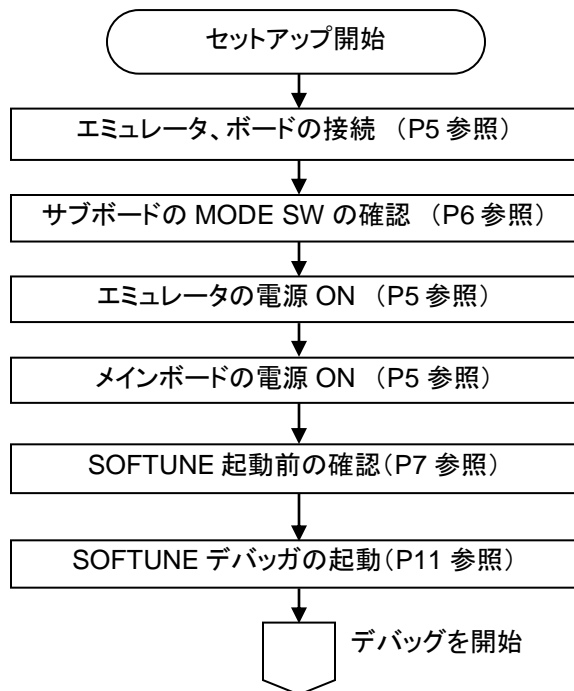 セットアップ開始
エミュレータ、ボードの接続 （P5 参照）
サブボードの MODE SW の確認 （P6 参照）
エミュレータの電源 ON （P5 参照）
メインボードの電源 ON （P5 参照）
SOFTUNE 起動前の確認（P7 参照）
SOFTUNE デバッガの起動（P11 参照）
デバッグを開始